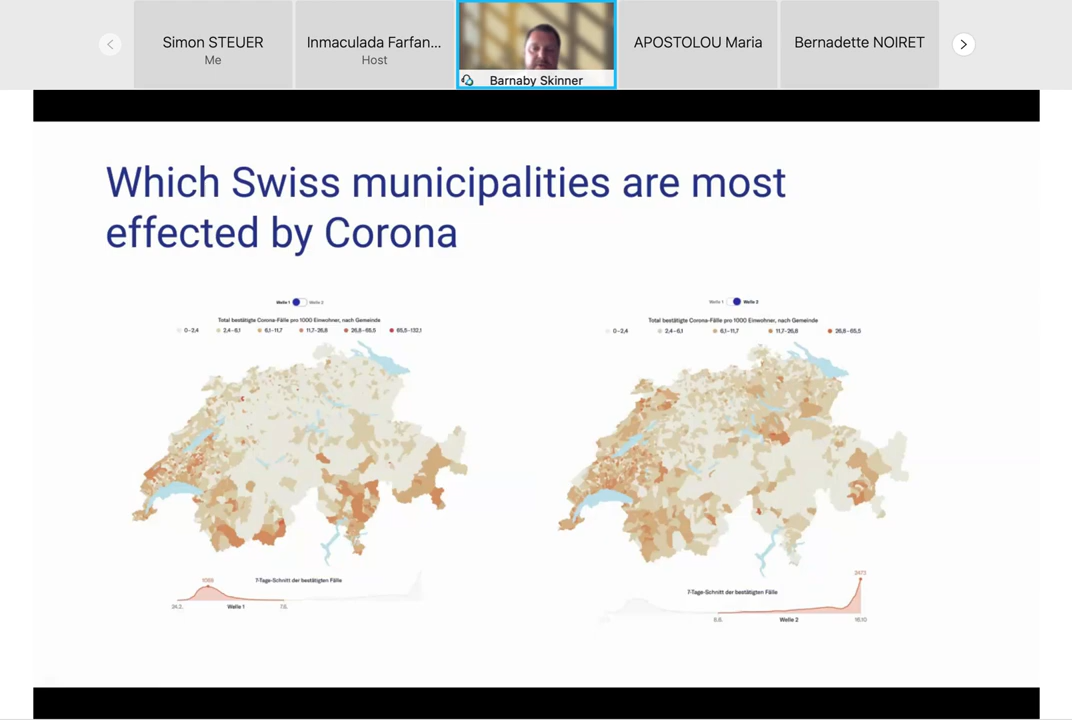 Simon STEUER
Me
Inmaculada Farfan...
Host
Barnaby Skinner
APOSTOLOU Maria
Bernadette NOIRET
Which Swiss municipalities are most
effected by Corona
Welle 1 Welle 2
Total bestätigte Corona-Fälle pro 1000 Einwohner, nach Gemeinde
0-2,4 2,4-6,1 6,1-11,7 11,7-26,8 26,8-65,5 65,5-132,1
7-Tage-Schnitt der bestätigten Fälle
24.2. Welle 1 7.6.
Welle 1 Welle 2
Total bestätigte Corona-Fälle pro 1000 Einwohner, nach Gemeinde
0-2,4 2,4-6,1 6,1-11,7 11,7-26,8 26,8-65,5
7-Tage-Schnitt der bestätigten Fälle
8.6. Welle 2 18.10